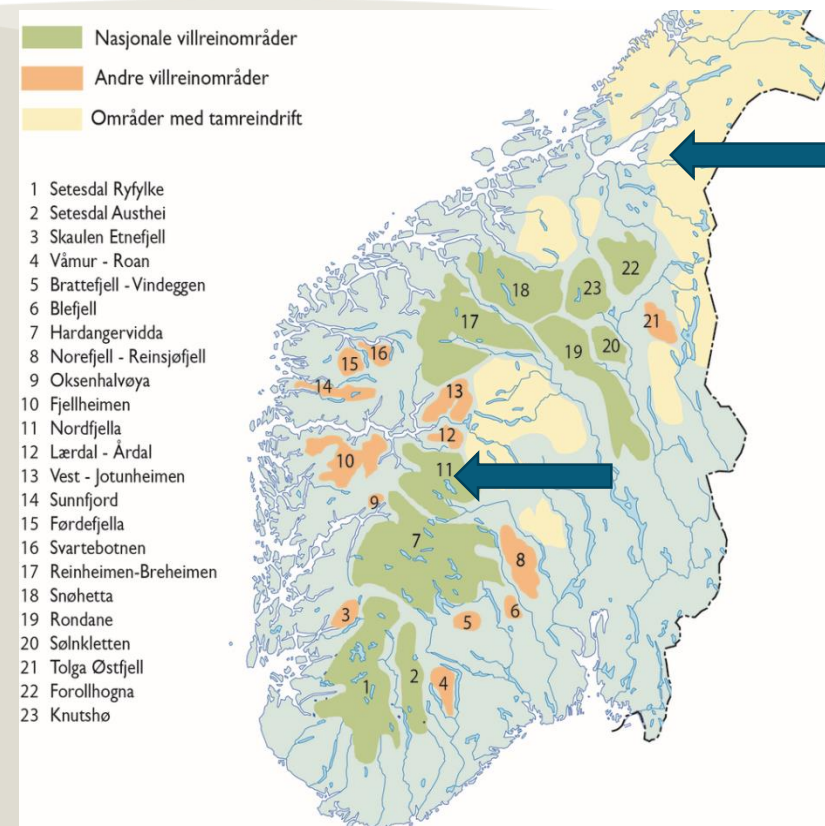 Nasjonale villreinområder
Andre villreinområder
Områder med tamreindrift
1 Setesdal Ryfylke
2 Setesdal Austhei
3 Skaulen Etnefjell
4 Våmur - Roan
5 Brattefjell - Vindeggen
6 Blefjell
7 Hardangervidda
8 Norefjell - Reinsjøfjell
9 Oksenhalvøya
10 Fjellheimen
11 Nordfjella
12 Lærdal - Årdal
13 Vest - Jotunheimen
14 Sunnfjord
15 Førdefjella
16 Svartebotnen
17 Reinheimen-Breheimen
18 Snøhetta
19 Rondane
20 Sølnkletten
21 Tolga Østfjell
22 Forollhogna
23 Knutshø
22
18
23
17
21
20
19
16
15
14
13
12
10
11
9
7
8
6
3
5
2
4
1